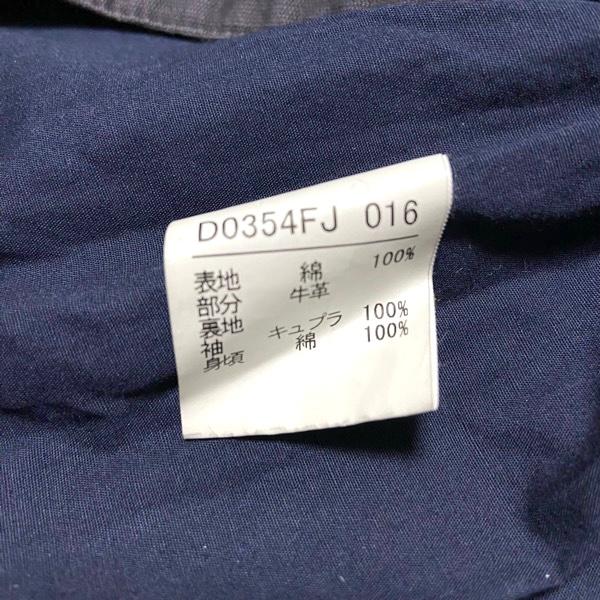 D0354FJ 016
表地 綿 100%
部分 牛革
裏地
袖 キュプラ 100%
身頃 綿 100%